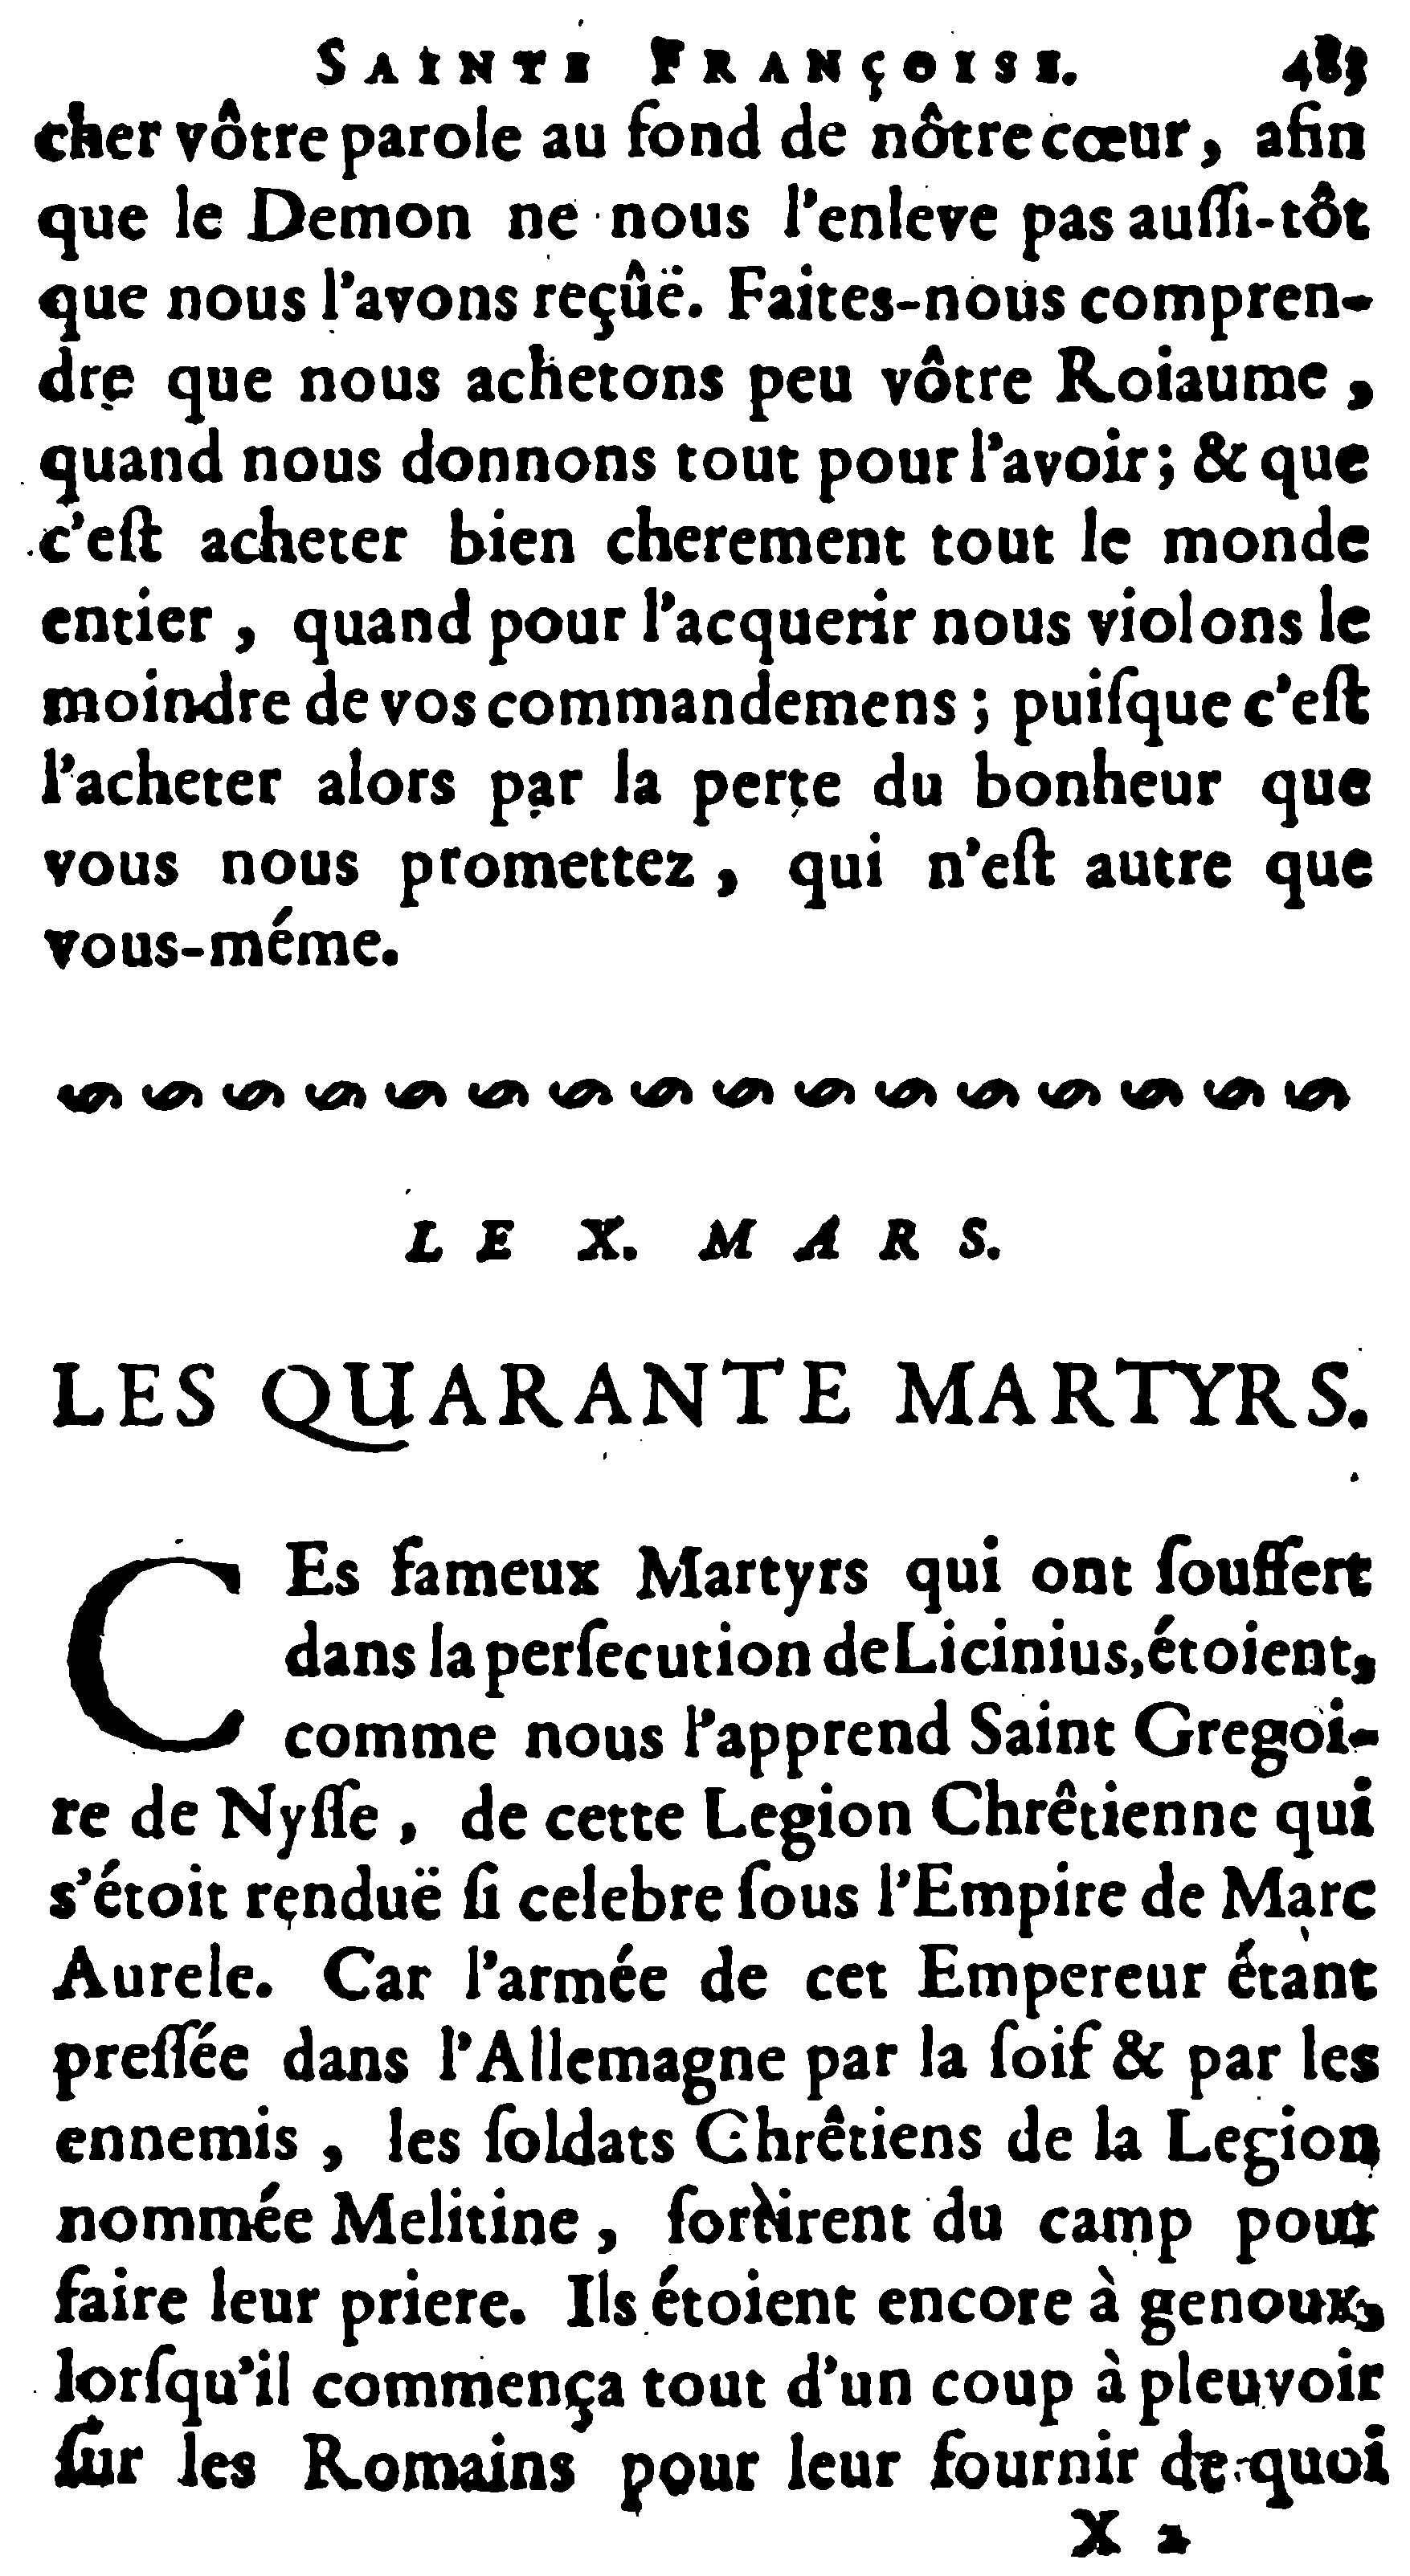 SAINTE FRANÇOISE. 483
cher vôtre parole au fond de nôtre cœur, afin
que le Demon ne nous l'enleve pas auſſi-tôt
que nous l'avons reçûë. Faites-nous compren-
dre que nous achetons peu vôtre Roiaume,
quand nous donnons tout pour l'avoir; & que
c'eſt acheter bien cherement tout le monde
entier, quand pour l'acquerir nous violons le
moindre de vos commandemens; puiſque c'eſt
l'acheter alors par la perte du bonheur que
vous nous promettez, qui n'eſt autre que
vous-méme.
LE X. MARS.
LES QUARANTE MARTYRS.
CEs fameux Martyrs qui ont ſouffert
dans la perſecution de Licinius, étoient,
comme nous l'apprend Saint Gregoi-
re de Nyſſe, de cette Legion Chrêtienne qui
s'étoit renduë ſi celebre ſous l'Empire de Marc
Aurele. Car l'armée de cet Empereur étant
preſſée dans l'Allemagne par la ſoif & par les
ennemis, les ſoldats Chrêtiens de la Legion
nommée Melitine, ſortirent du camp pour
faire leur priere. Ils étoient encore à genoux,
lorſqu'il commença tout d'un coup à pleuvoir
ſur les Romains pour leur fournir de quoi
X 2